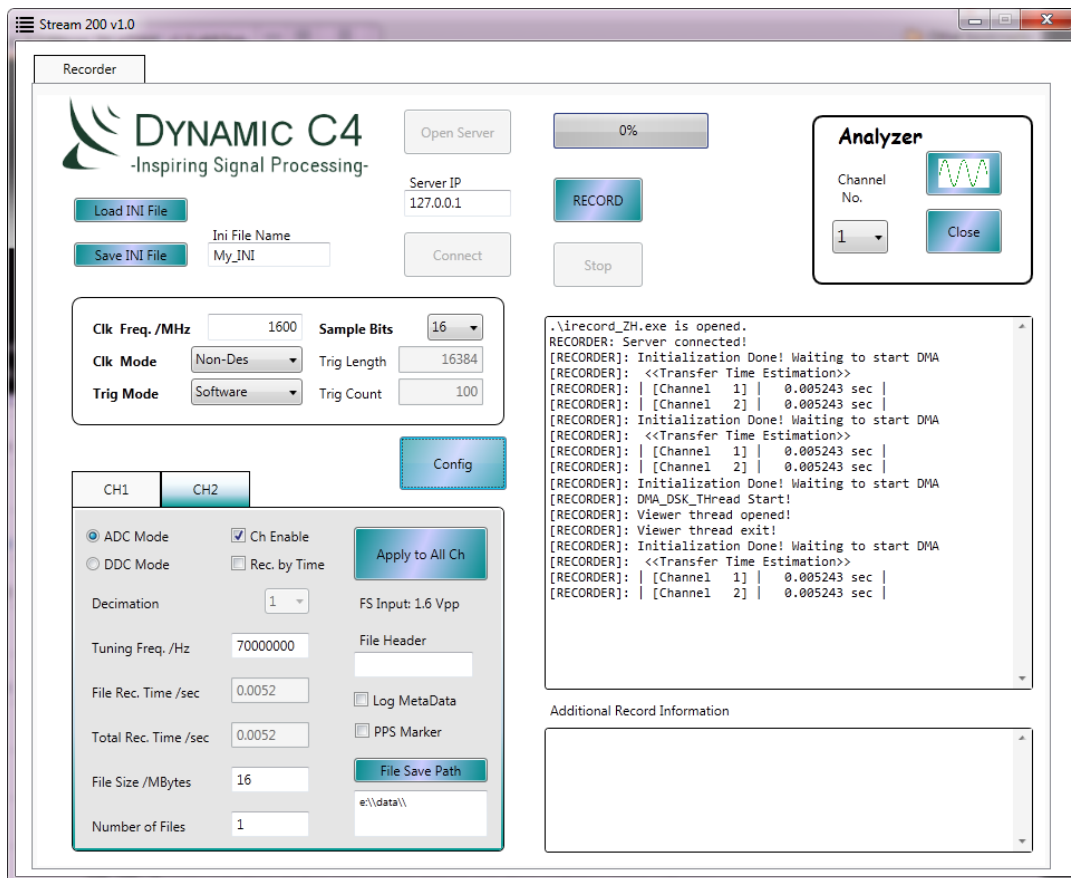 Stream 200 v1.0
Recorder
DYNAMIC C4
-Inspiring Signal Processing-
Open Server
0%
Analyzer
Channel
No.
1
Close
Server IP
127.0.0.1
RECORD
Load INI File
Ini File Name
Save INI File
My_INI
Connect
Stop
Clk Freq. /MHz
1600
Sample Bits
16
Clk Mode
Non-Des
Trig Length
16384
Trig Mode
Software
Trig Count
100
Config
.\irecord_ZH.exe is opened.
RECORDER: Server connected!
[RECORDER]: Initialization Done! Waiting to start DMA
[RECORDER]:  <<Transfer Time Estimation>>
[RECORDER]: | [Channel   1] |   0.005243 sec |
[RECORDER]: | [Channel   2] |   0.005243 sec |
[RECORDER]: Initialization Done! Waiting to start DMA
[RECORDER]:  <<Transfer Time Estimation>>
[RECORDER]: | [Channel   1] |   0.005243 sec |
[RECORDER]: | [Channel   2] |   0.005243 sec |
[RECORDER]: Initialization Done! Waiting to start DMA
[RECORDER]: DMA_DSK_THread Start!
[RECORDER]: Viewer thread opened!
[RECORDER]: Viewer thread exit!
[RECORDER]: Initialization Done! Waiting to start DMA
[RECORDER]:  <<Transfer Time Estimation>>
[RECORDER]: | [Channel   1] |   0.005243 sec |
[RECORDER]: | [Channel   2] |   0.005243 sec |
CH1
CH2
ADC Mode
Ch Enable
DDC Mode
Rec. by Time
Apply to All Ch
Decimation
1
FS Input: 1.6 Vpp
Tuning Freq. /Hz
70000000
File Header
File Rec. Time /sec
0.0052
Log MetaData
Total Rec. Time /sec
0.0052
PPS Marker
File Size /MBytes
16
File Save Path
e:\\data\\
Number of Files
1
Additional Record Information